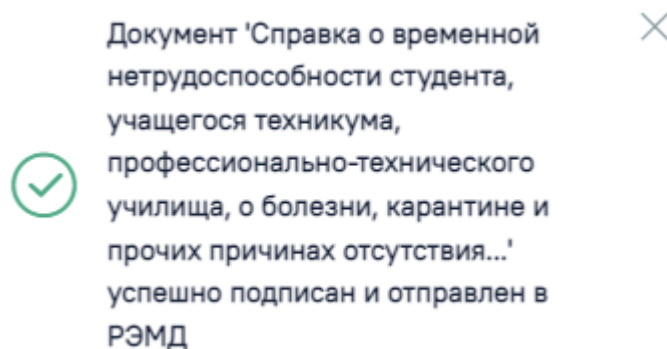 Документ 'Справка о временной
нетрудоспособности студента,
учащегося техникума,
профессионально-технического
училища, о болезни, карантине и
прочих причинах отсутствия...'
успешно подписан и отправлен в
РЭМД